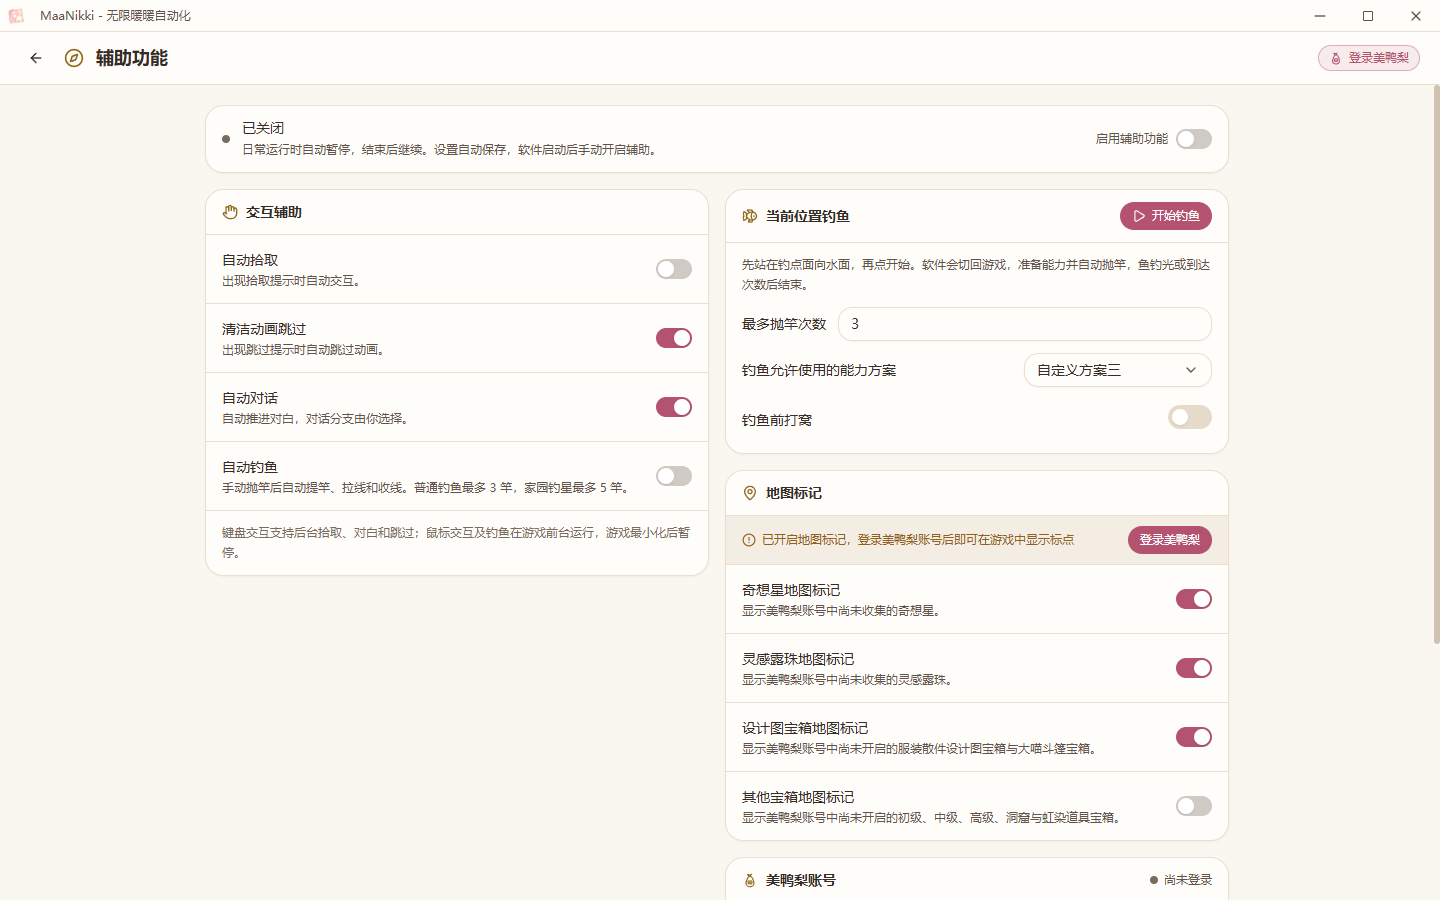 MaaNikki - 无限暖暖自动化
辅助功能
登录美鸭梨
已关闭
日常运行时自动暂停，结束后继续。设置自动保存，软件启动后手动开启辅助。
启用辅助功能
交互辅助
自动拾取
出现拾取提示时自动交互。
清洁动画跳过
出现跳过提示时自动跳过动画。
自动对话
自动推进对白，对话分支由你选择。
自动钓鱼
手动抛竿后自动提竿、拉线和收线。普通钓鱼最多 3 竿，家园钓星最多 5 竿。
键盘交互支持后台拾取、对白和跳过；鼠标交互及钓鱼在游戏前台运行，游戏最小化后暂
停。
当前位置钓鱼
开始钓鱼
先站在钓点面向水面，再点开始。软件会切回游戏，准备能力并自动抛竿，鱼钓光或到达
次数后结束。
最多抛竿次数
3
钓鱼允许使用的能力方案
自定义方案三
钓鱼前打窝
地图标记
已开启地图标记，登录美鸭梨账号后即可在游戏中显示标点
登录美鸭梨
奇想星地图标记
显示美鸭梨账号中尚未收集的奇想星。
灵感露珠地图标记
显示美鸭梨账号中尚未收集的灵感露珠。
设计图宝箱地图标记
显示美鸭梨账号中尚未开启的服装散件设计图宝箱与大喵斗篷宝箱。
其他宝箱地图标记
显示美鸭梨账号中尚未开启的初级、中级、高级、洞窟与虹染道具宝箱。
美鸭梨账号
尚未登录